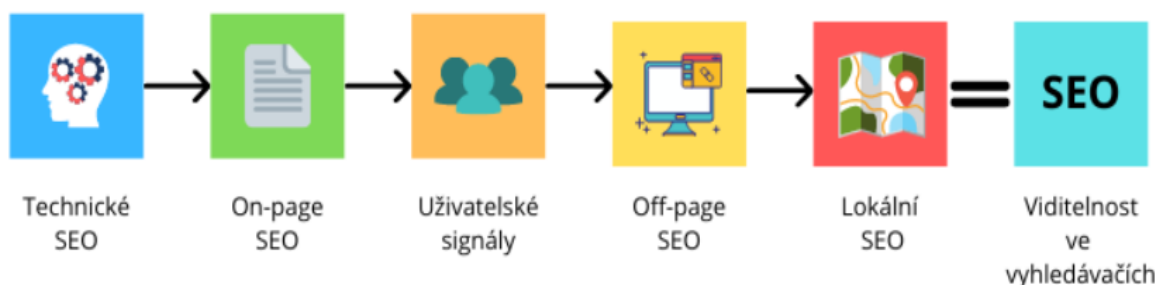 SEO
Technické
SEO
On-page
SEO
Uživatelské
signály
Off-page
SEO
Lokální
SEO
Viditelnost
ve
vyhledávačích